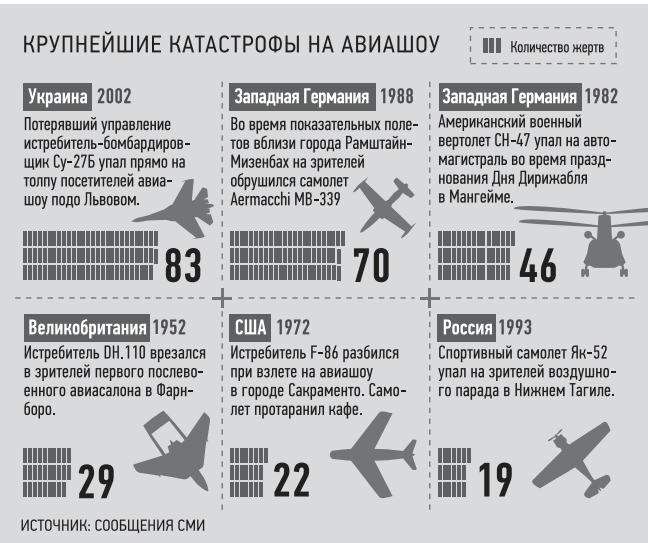 КРУПНЕЙШИЕ КАТАСТРОФЫ НА АВИАШОУ
Количество жертв
Украина 2002
Потерявший управление
истребитель-бомбардиров-
щик Су-27Б упал прямо на
толпу посетителей авиа-
шоу подо Львовом.
83
Западная Германия 1988
Во время показательных поле-
тов вблизи города Рамштайн-
Мизенбах на зрителей
обрушился самолет
Aermacchi MB-339
70
Западная Германия 1982
Американский военный
вертолет CH-47 упал на авто-
магистраль во время празд-
нования Дня Дирижабля
в Мангейме.
46
Великобритания 1952
Истребитель DH.110 врезался
в зрителей первого послево-
енного авиасалона в Фарн-
боро.
29
США 1972
Истребитель F-86 разбился
при взлете на авиашоу
в городе Сакраменто. Само-
лет протаранил кафе.
22
Россия 1993
Спортивный самолет Як-52
упал на зрителей воздушно-
го парада в Нижнем Тагиле.
19
ИСТОЧНИК: СООБЩЕНИЯ СМИ